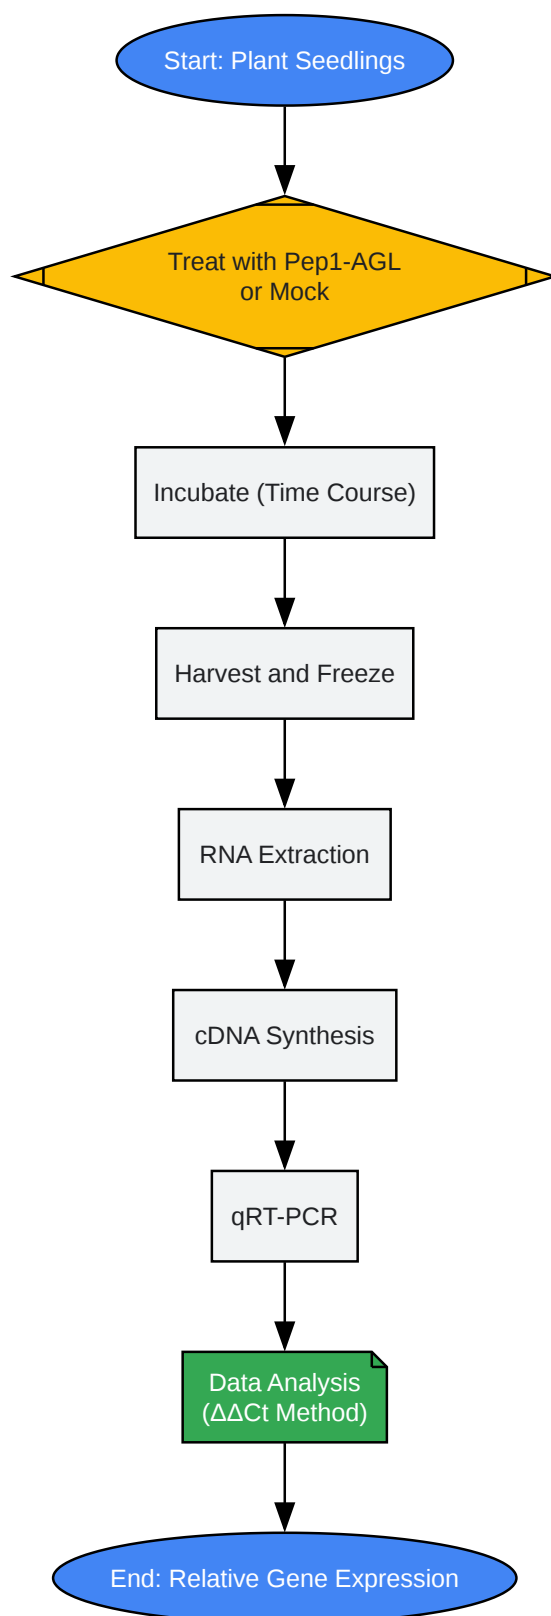 Start: Plant Seedlings
Treat with Pep1-AGL
or Mock
Incubate (Time Course)
Harvest and Freeze
RNA Extraction
cDNA Synthesis
qRT-PCR
Data Analysis
(ΔΔCt Method)
End: Relative Gene Expression